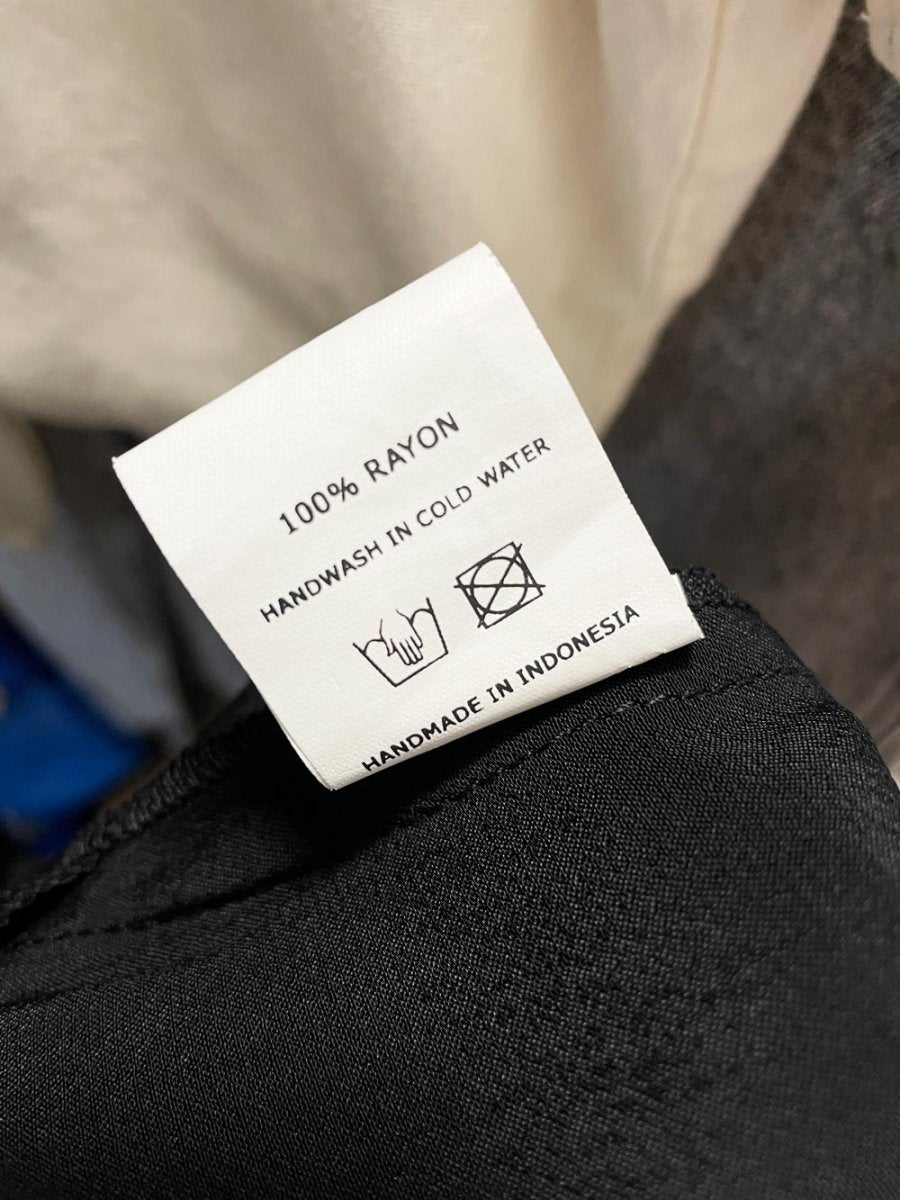 100% RAYON
HANDWASH IN COLD WATER
HANDMADE IN INDONESIA